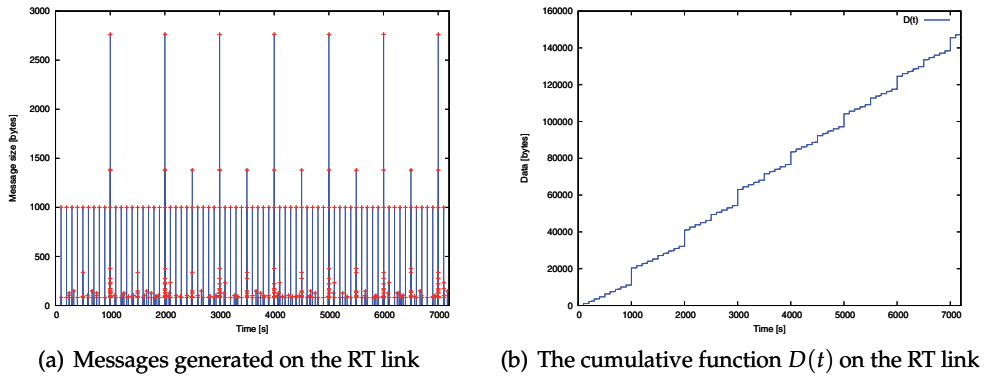 3000
2500
2000
1500
1000
500
0
Message size [bytes]
0 1000 2000 3000 4000 5000 6000 7000
Time [s]
(a) Messages generated on the RT link
160000
140000
120000
100000
80000
60000
40000
20000
0
Data [bytes]
D(t)
0 1000 2000 3000 4000 5000 6000 7000
Time [s]
(b) The cumulative function D(t) on the RT link